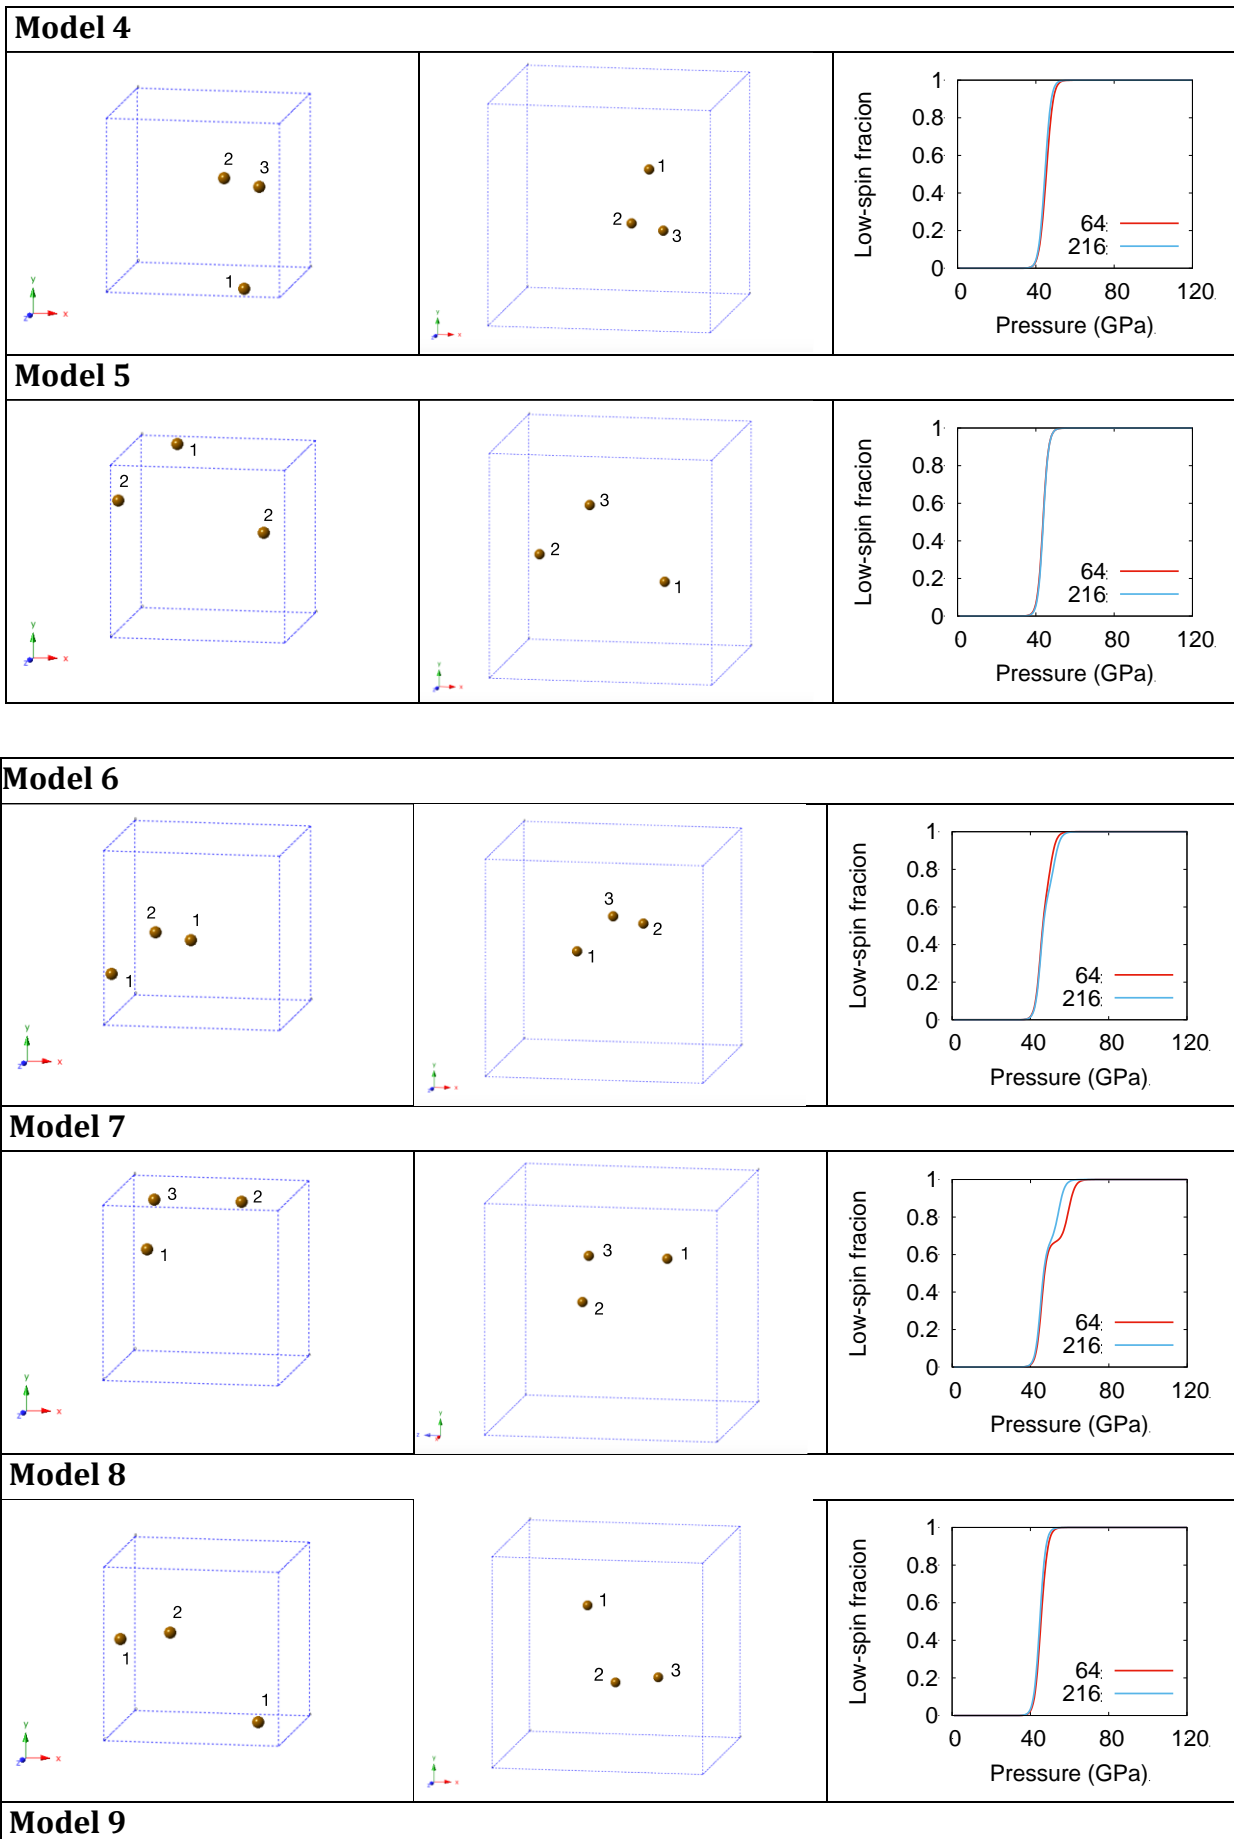 Model 4
2 3
1
y
z x
1
2
3
y
x
Low-spin fracion
1
0.8
0.6
0.4
0.2
0
64
216
0 40 80 120
Pressure (GPa)
Model 5
1
2
2
y
z x
3
2
1
y
z x
Low-spin fracion
1
0.8
0.6
0.4
0.2
0
64
216
0 40 80 120
Pressure (GPa)
Model 6
2 1
1
y
z x
3
2
1
y
z x
Low-spin fracion
1
0.8
0.6
0.4
0.2
0
64
216
0 40 80 120
Pressure (GPa)
Model 7
3 2
1
y
z x
3 1
2
y
z
Low-spin fracion
1
0.8
0.6
0.4
0.2
0
64
216
0 40 80 120
Pressure (GPa)
Model 8
2
1
1
y
z x
1
2 3
y
z x
Low-spin fracion
1
0.8
0.6
0.4
0.2
0
64
216
0 40 80 120
Pressure (GPa)
Model 9